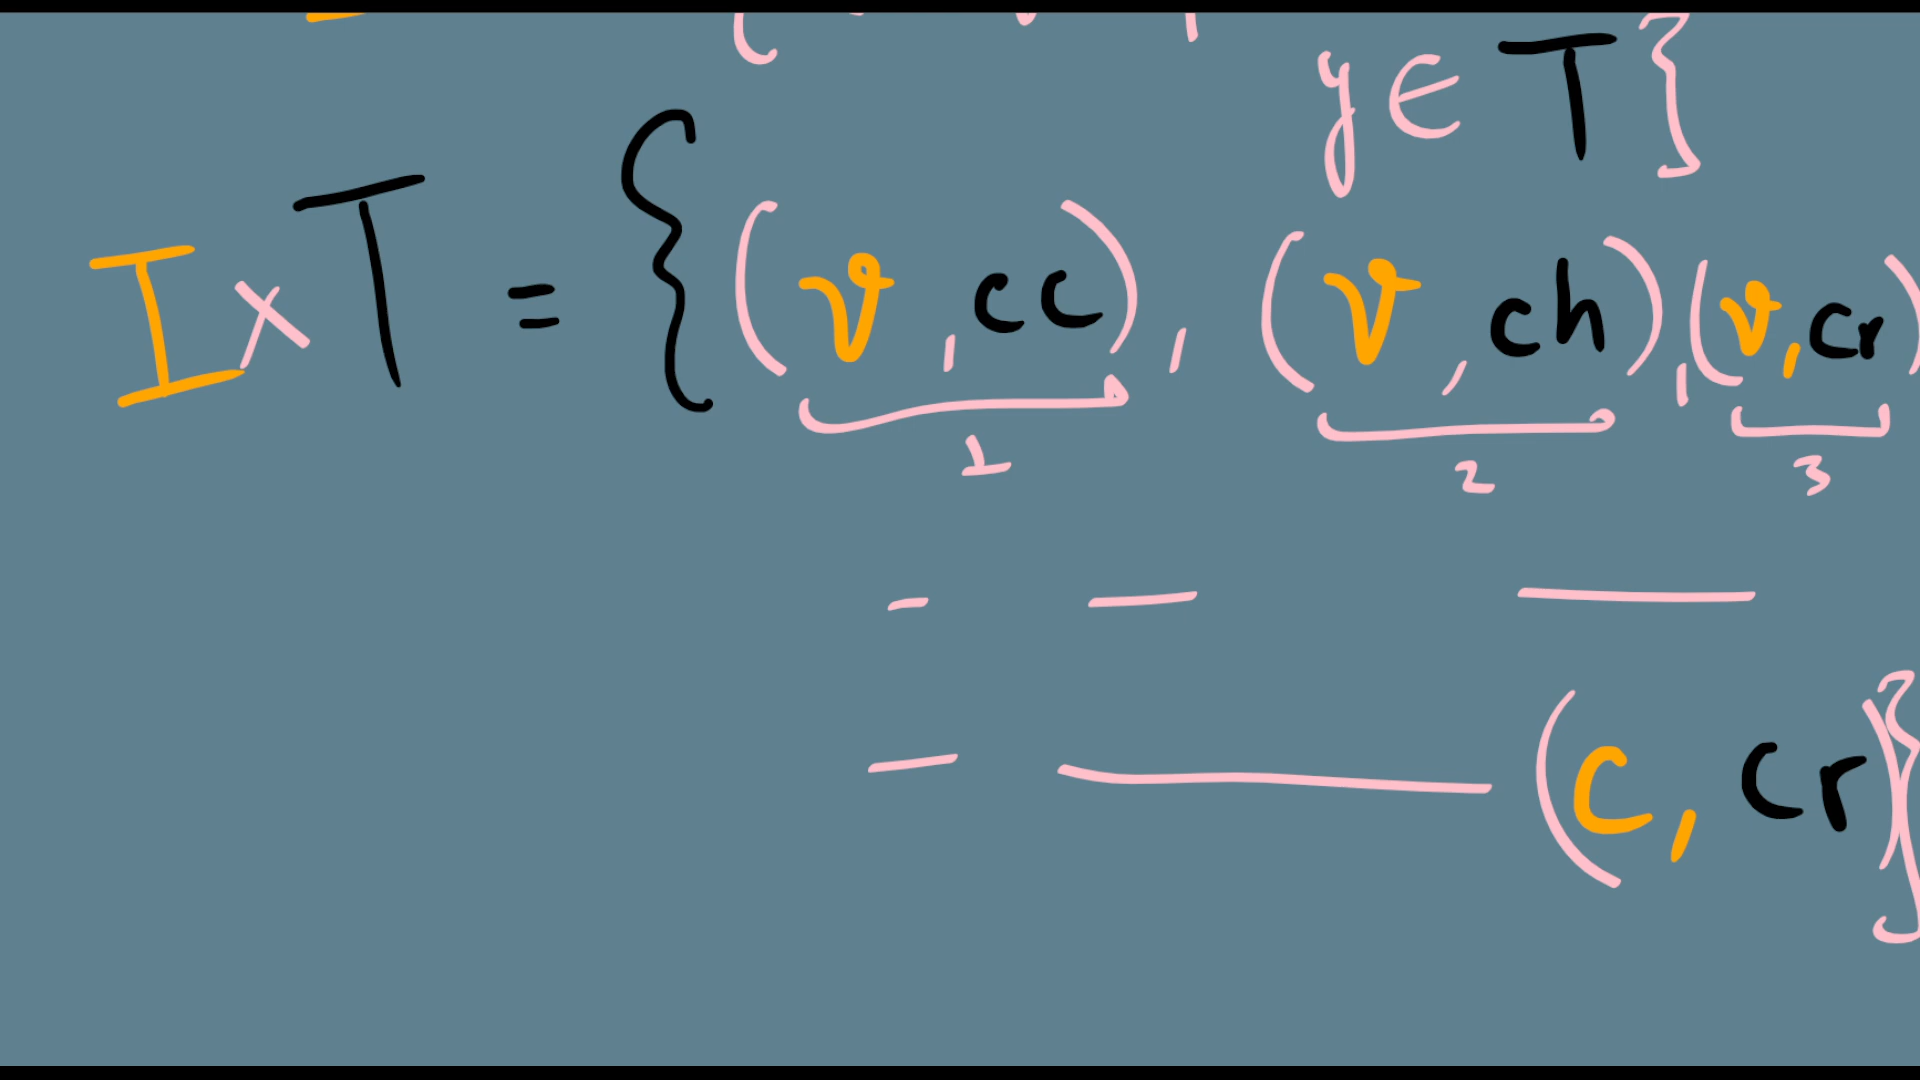 y ∈ T }
I × T = { (v, cc), (v, ch), (v, cr)
1 2 3
- — —
- — (c, cr) }